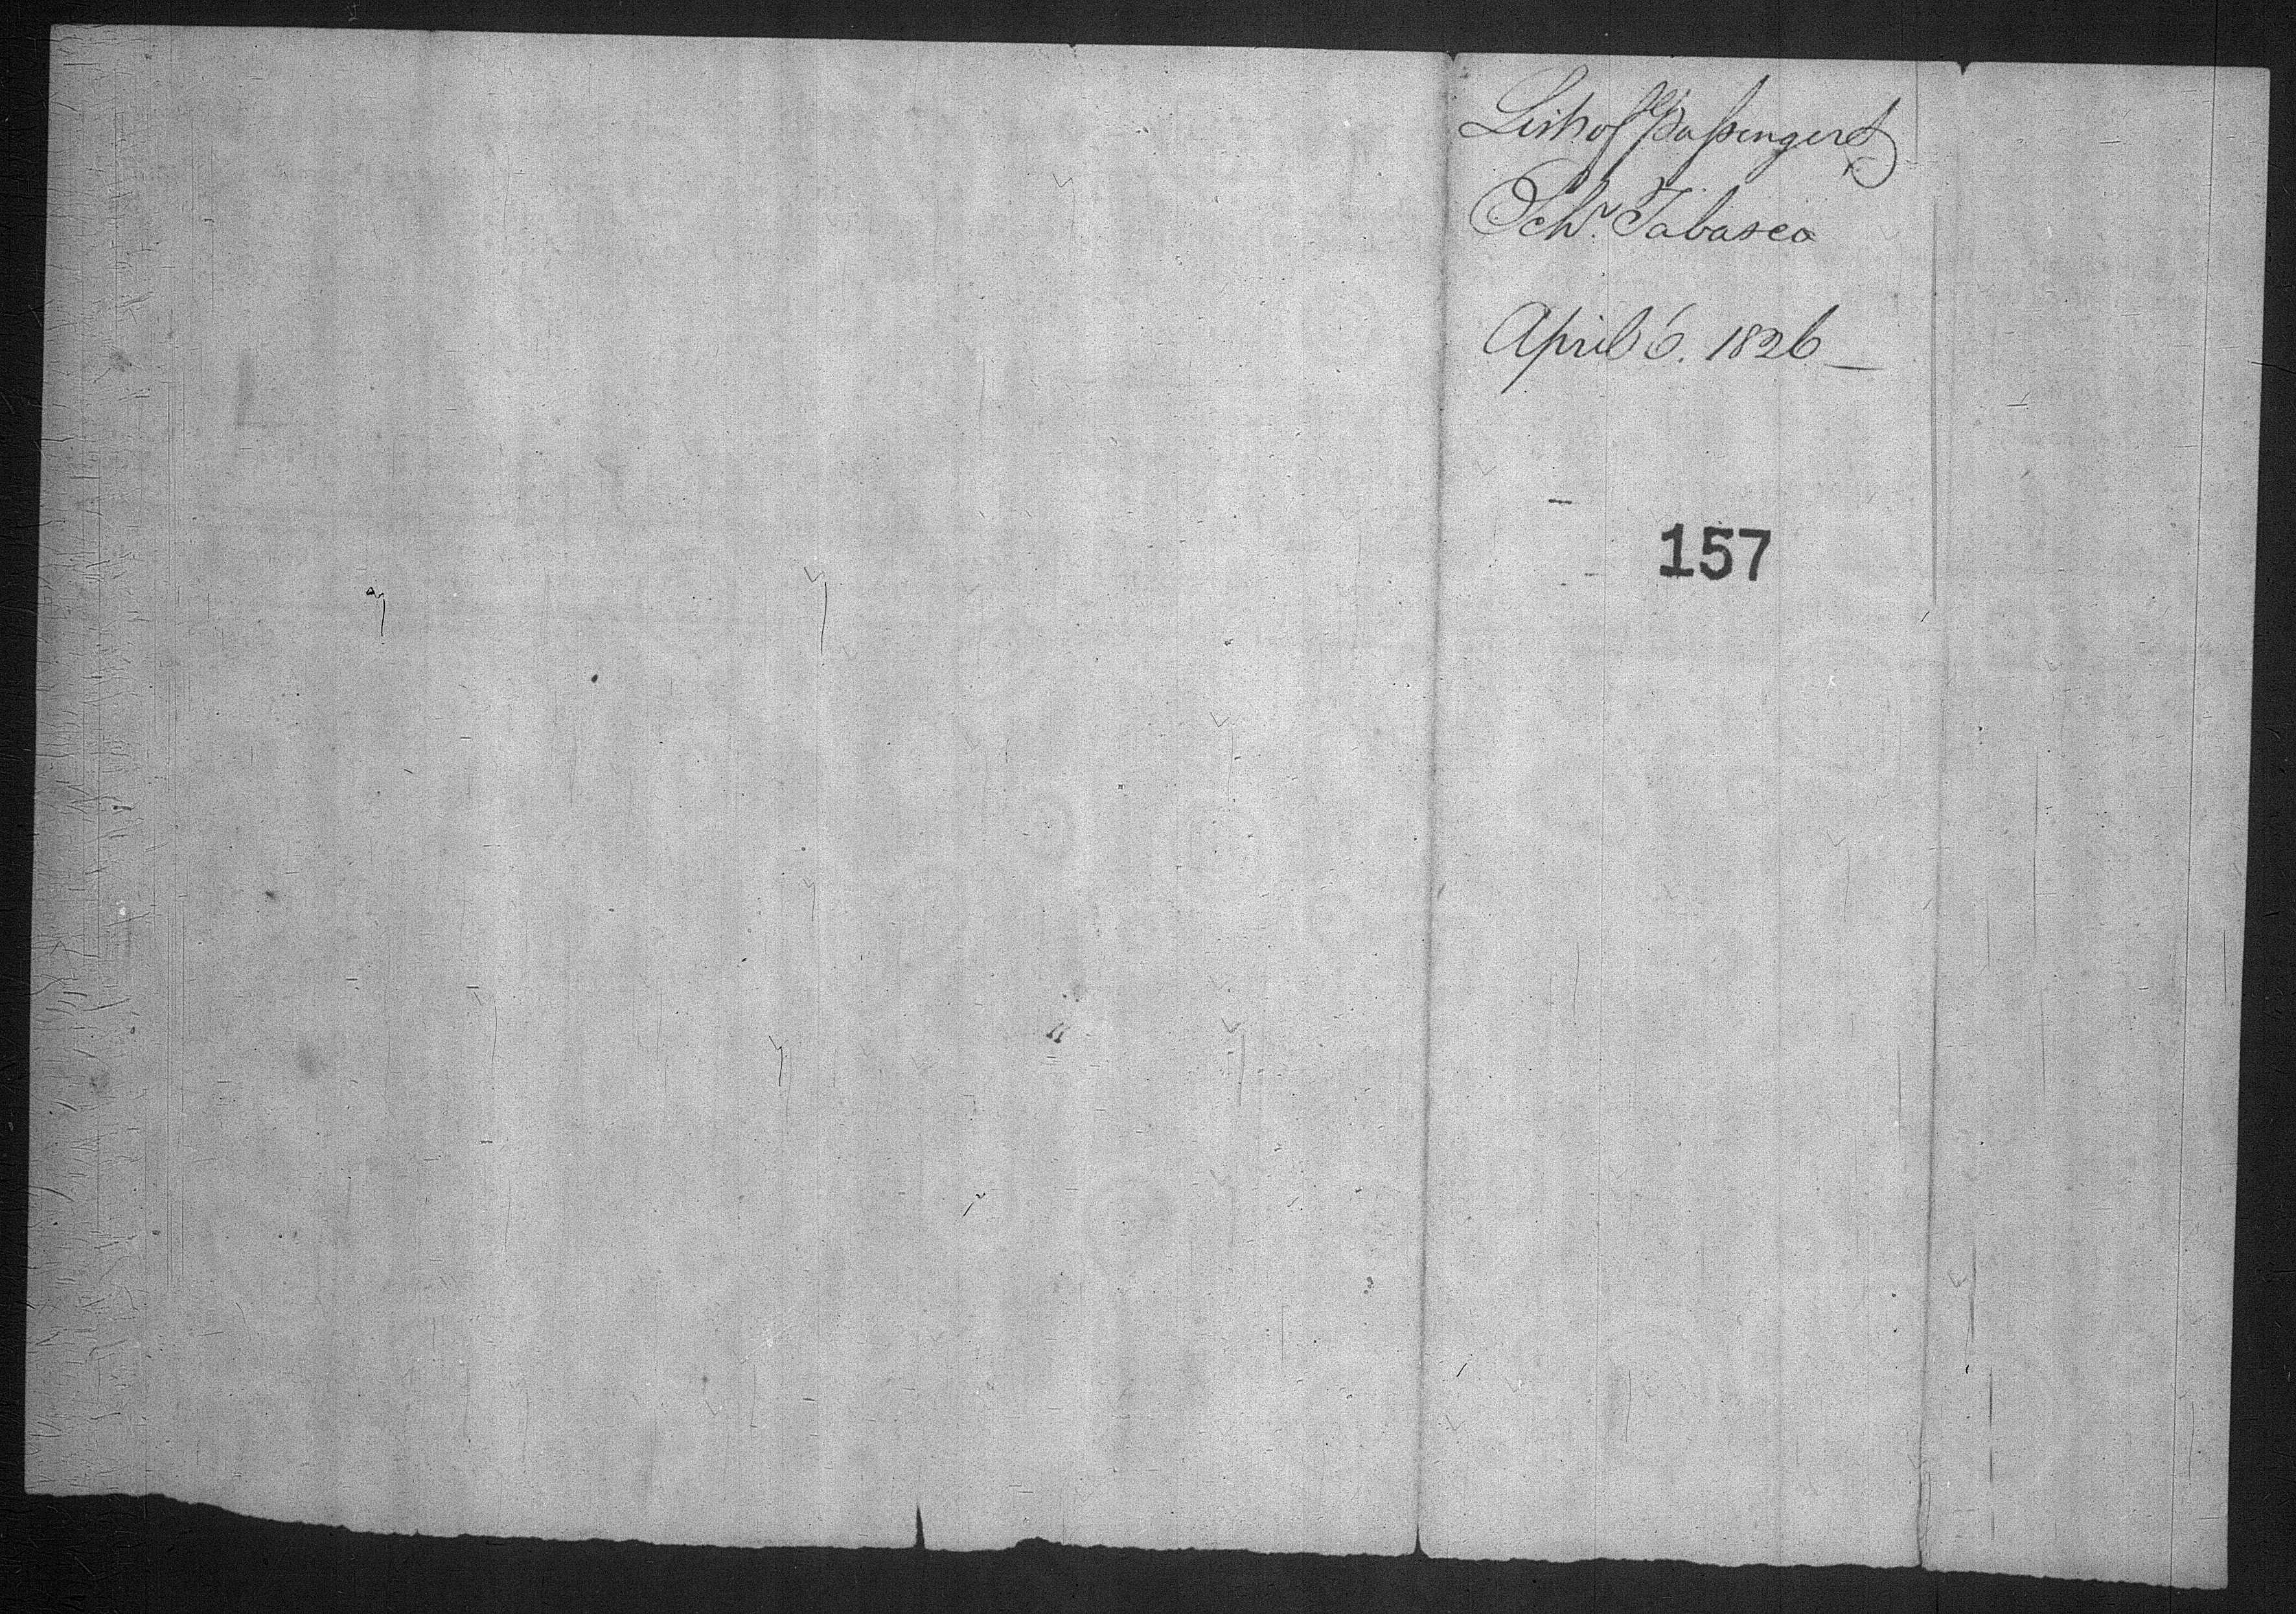 List of Passengers
Schr. Tabasco
April 6. 1826 —
157